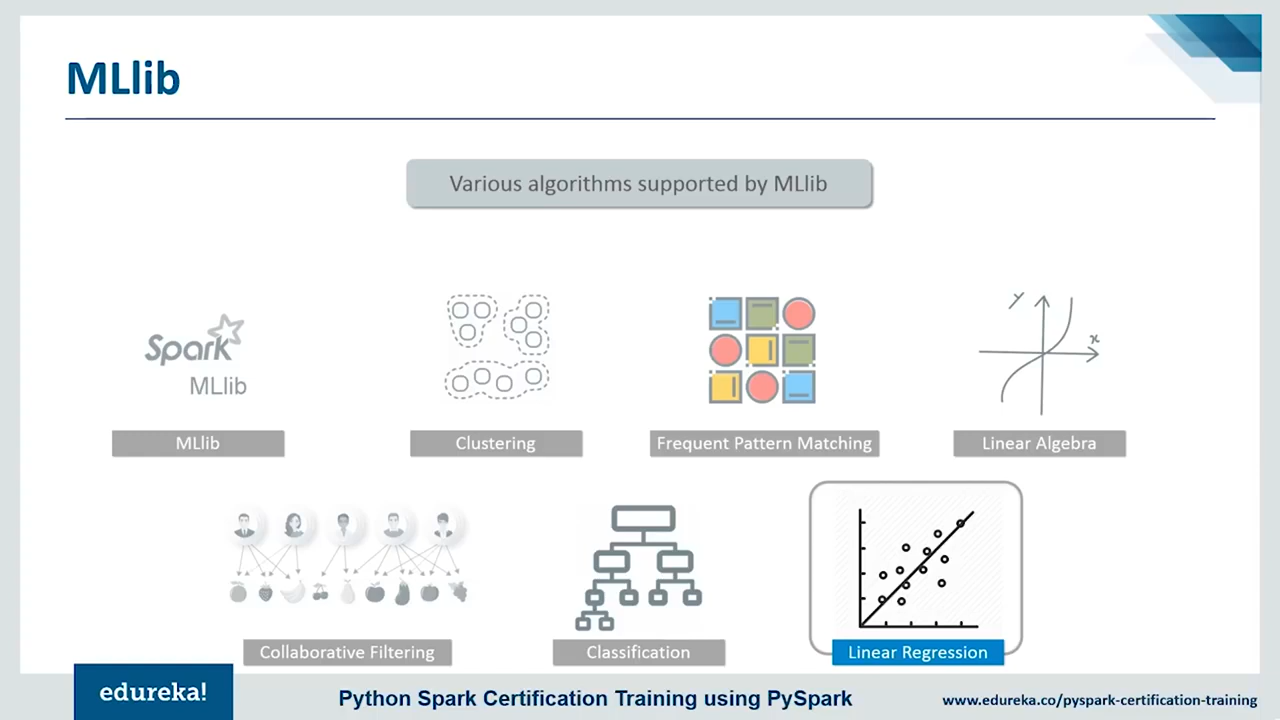 MLlib
Various algorithms supported by MLlib
Spark
MLlib
y
x
MLlib
Clustering
Frequent Pattern Matching
Linear Algebra
Collaborative Filtering
Classification
Linear Regression
edureka!
Python Spark Certification Training using PySpark
www.edureka.co/pyspark-certification-training